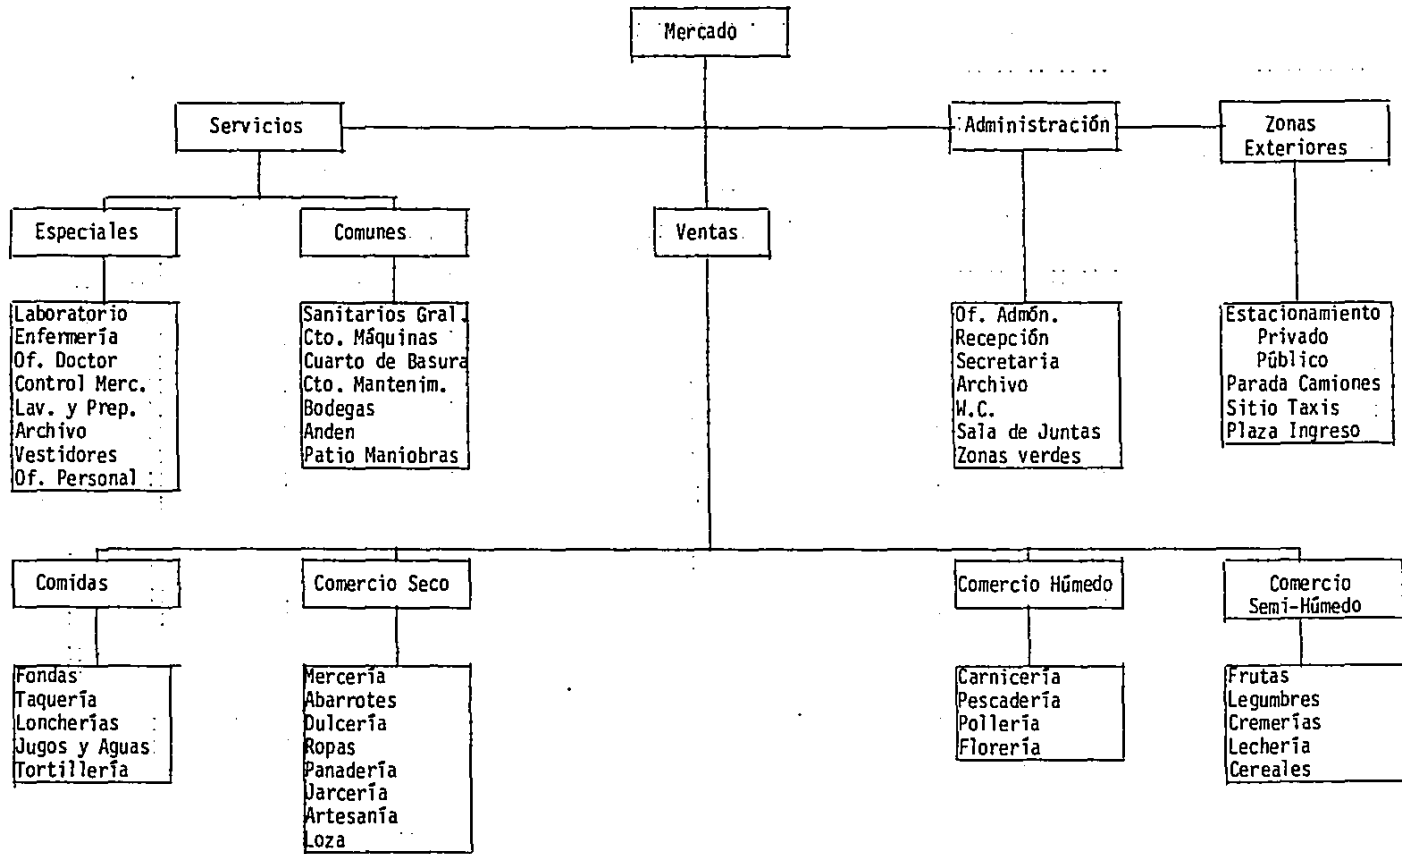 Mercado
Servicios
Administración
Zonas
Exteriores
Especiales
Comunes
Ventas
Laboratorio
Enfermería
Of. Doctor
Control Merc.
Lav. y Prep.
Archivo
Vestidores
Of. Personal
Sanitarios Gral.
Cto. Máquinas
Cuarto de Basura
Cto. Mantenim.
Bodegas
Anden
Patio Maniobras
Of. Admón.
Recepción
Secretaria
Archivo
W.C.
Sala de Juntas
Zonas verdes
Estacionamiento
Privado
Público
Parada Camiones
Sitio Taxis
Plaza Ingreso
Comidas
Comercio Seco
Comercio Húmedo
Comercio
Semi-Húmedo
Fondas
Taquería
Loncherías
Jugos y Aguas
Tortillería
Mercería
Abarrotes
Dulcería
Ropas
Panadería
Jarcería
Artesanía
Loza
Carnicería
Pescadería
Pollería
Florería
Frutas
Legumbres
Cremerías
Lechería
Cereales